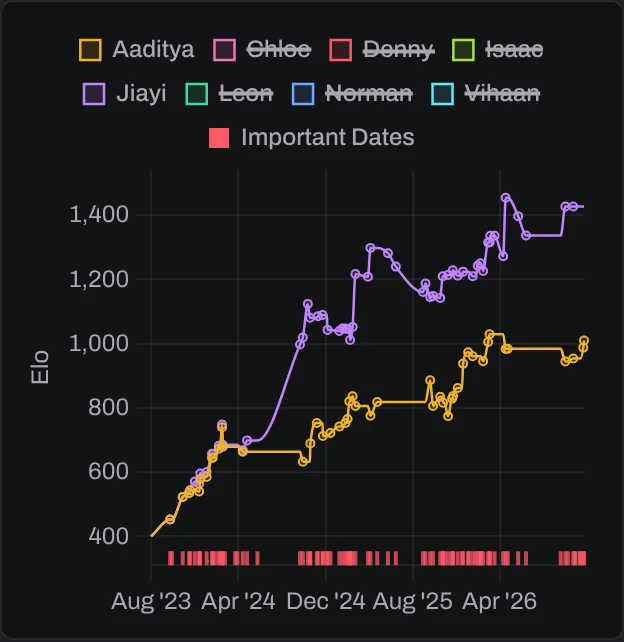 Aaditya Chloe Donny Isaac
Jiayi Leon Norman Vihaan
Important Dates
1,400
1,200
1,000
800
600
400
Elo
Aug '23 Apr '24 Dec '24 Aug '25 Apr '26